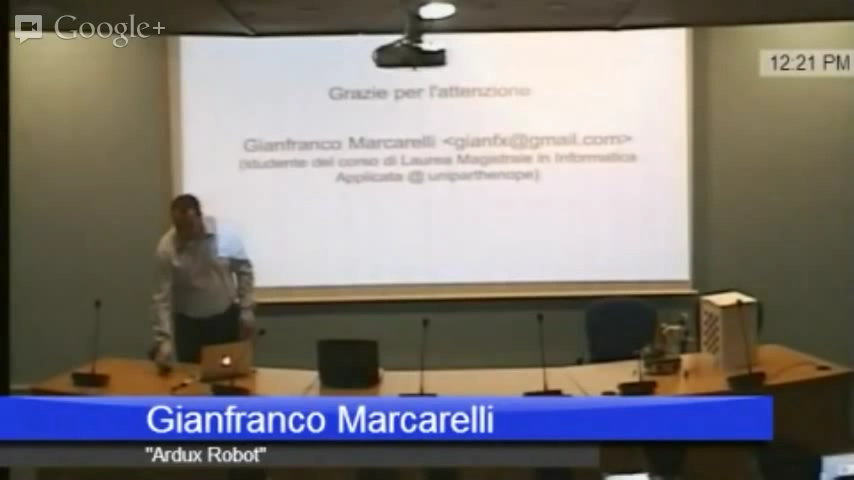 Google+
12:21 PM
Grazie per l'attenzione
Gianfranco Marcarelli <gianfx@gmail.com>
(studente del corso di Laurea Magistrale in Informatica
Applicata @ uniparthenope)
Gianfranco Marcarelli
"Ardux Robot"